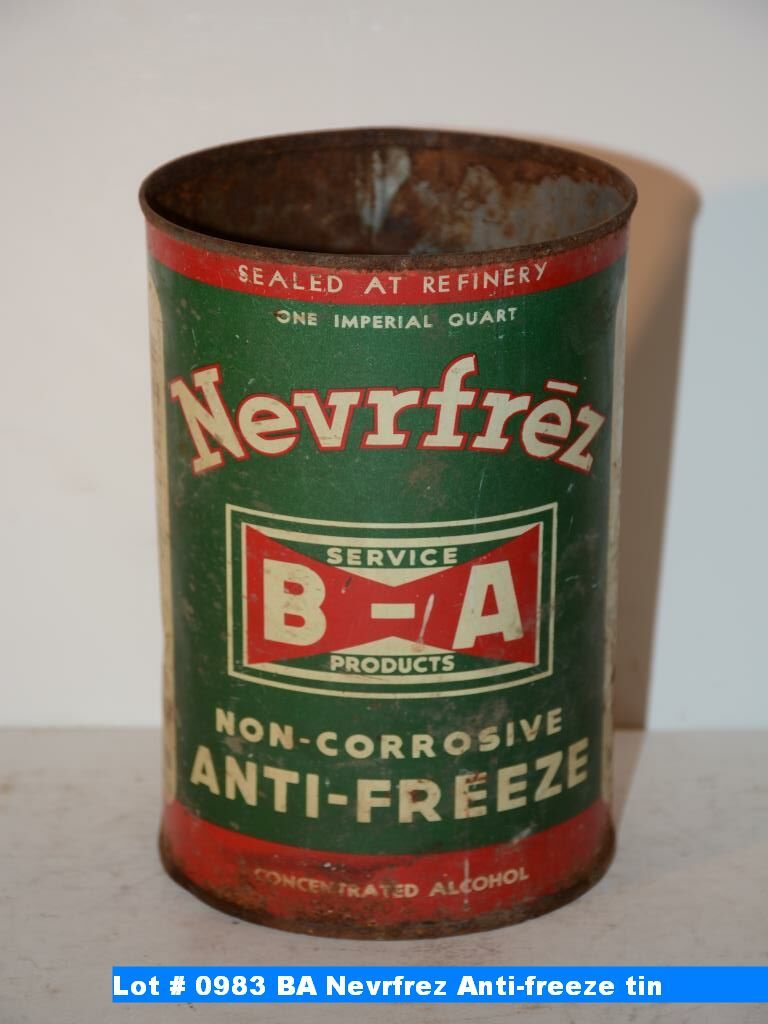 SEALED AT REFINERY
ONE IMPERIAL QUART
Nevrfrēz
SERVICE
B-A
PRODUCTS
NON-CORROSIVE
ANTI-FREEZE
CONCENTRATED ALCOHOL
Lot # 0983 BA Nevrfrez Anti-freeze tin